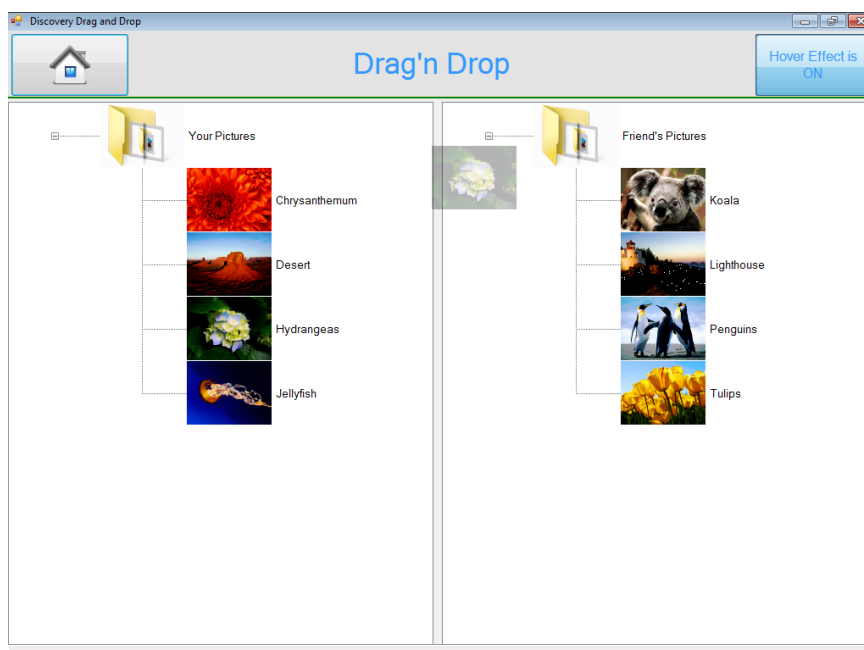 Discovery Drag and Drop
Drag'n Drop
Hover Effect is
ON
Your Pictures
Chrysanthemum
Desert
Hydrangeas
Jellyfish
Friend's Pictures
Koala
Lighthouse
Penguins
Tulips